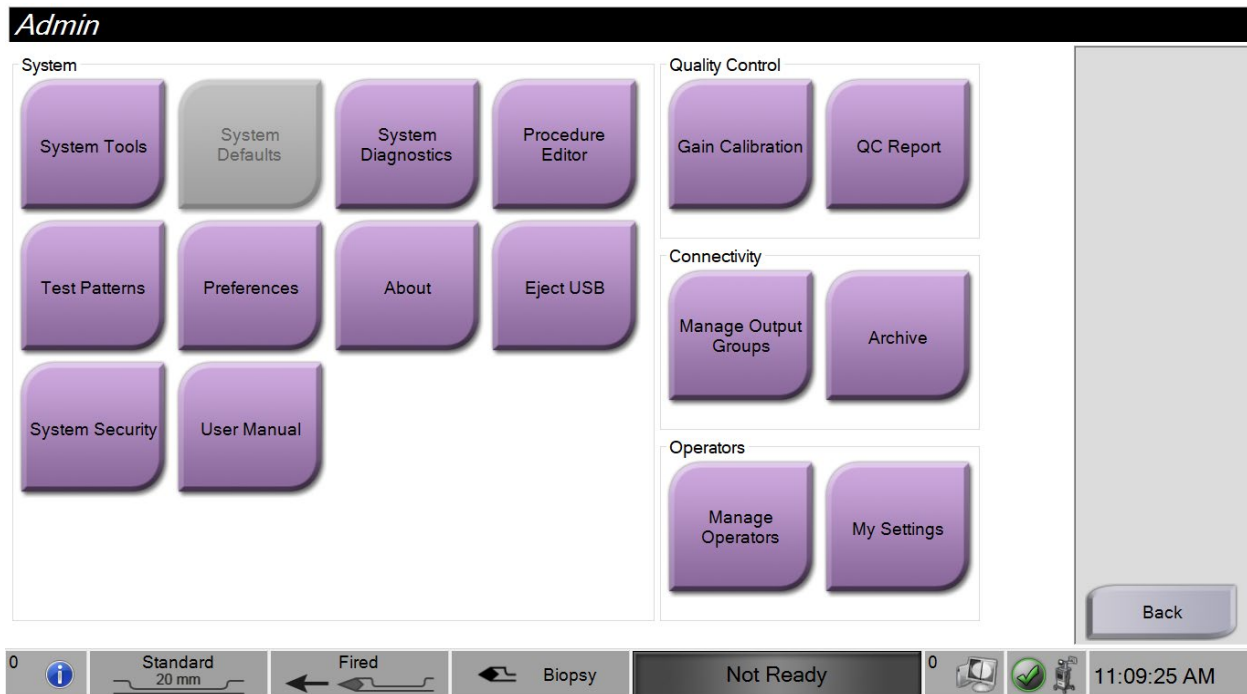 Admin
System
System Tools
System
Defaults
System
Diagnostics
Procedure
Editor
Test Patterns
Preferences
About
Eject USB
System Security
User Manual
Quality Control
Gain Calibration
QC Report
Connectivity
Manage Output
Groups
Archive
Operators
Manage
Operators
My Settings
Back
0
i
Standard
20 mm
Fired
Biopsy
Not Ready
0
11:09:25 AM